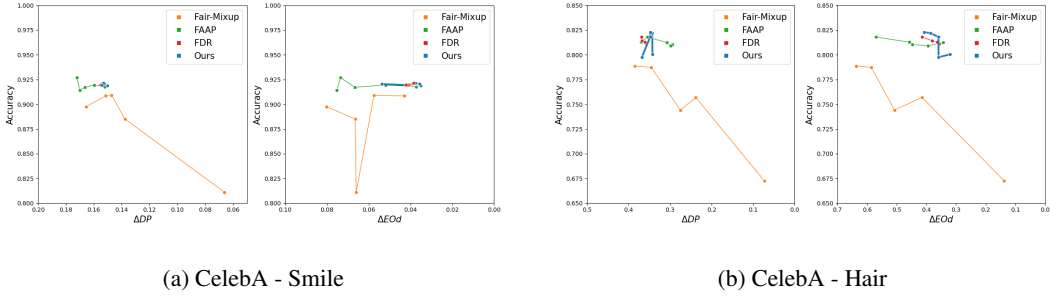 1.000
0.975
0.950
0.925
0.900
0.875
0.850
0.825
0.800
Accuracy
0.20 0.18 0.16 0.14 0.12 0.10 0.08 0.06
ΔDP
Fair-Mixup
FAAP
FDR
Ours
1.000
0.975
0.950
0.925
0.900
0.875
0.850
0.825
0.800
Accuracy
0.10 0.08 0.06 0.04 0.02 0.00
ΔEOd
Fair-Mixup
FAAP
FDR
Ours
(a) CelebA - Smile
0.850
0.825
0.800
0.775
0.750
0.725
0.700
0.675
0.650
Accuracy
0.5 0.4 0.3 0.2 0.1 0.0
ΔDP
Fair-Mixup
FAAP
FDR
Ours
0.850
0.825
0.800
0.775
0.750
0.725
0.700
0.675
0.650
Accuracy
0.7 0.6 0.5 0.4 0.3 0.2 0.1 0.0
ΔEOd
Fair-Mixup
FAAP
FDR
Ours
(b) CelebA - Hair